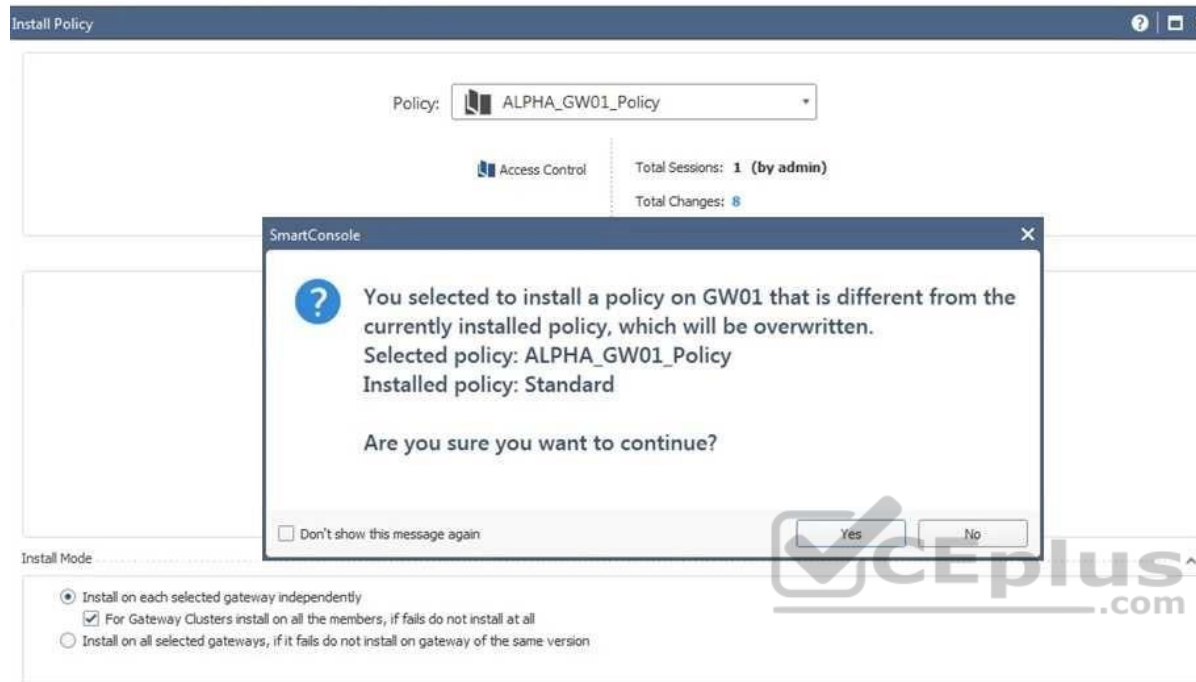 Install Policy
Policy: ALPHA_GW01_Policy
Access Control
Total Sessions: 1 (by admin)
Total Changes: 8
SmartConsole
You selected to install a policy on GW01 that is different from the
currently installed policy, which will be overwritten.
Selected policy: ALPHA_GW01_Policy
Installed policy: Standard
Are you sure you want to continue?
Don't show this message again
Yes No
Install Mode
Install on each selected gateway independently
For Gateway Clusters install on all the members, if fails do not install at all
Install on all selected gateways, if it fails do not install on gateway of the same version
VCEplus
.com